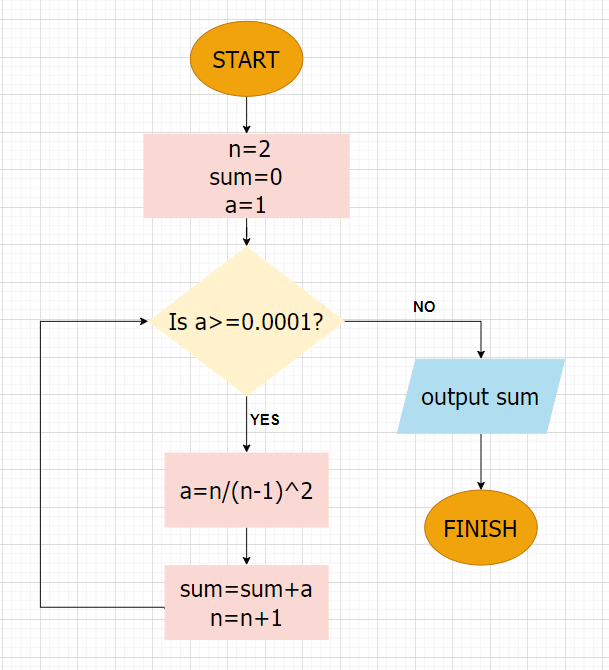 START
n=2
sum=0
a=1
Is a>=0.0001?
NO
output sum
YES
a=n/(n-1)^2
FINISH
sum=sum+a
n=n+1